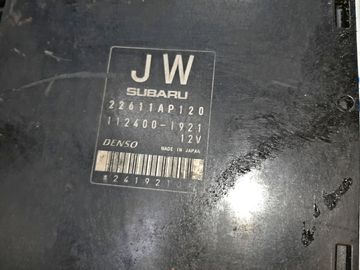 JW
SUBARU
22611AP120
112400-1921
12V
DENSO
MADE IN JAPAN